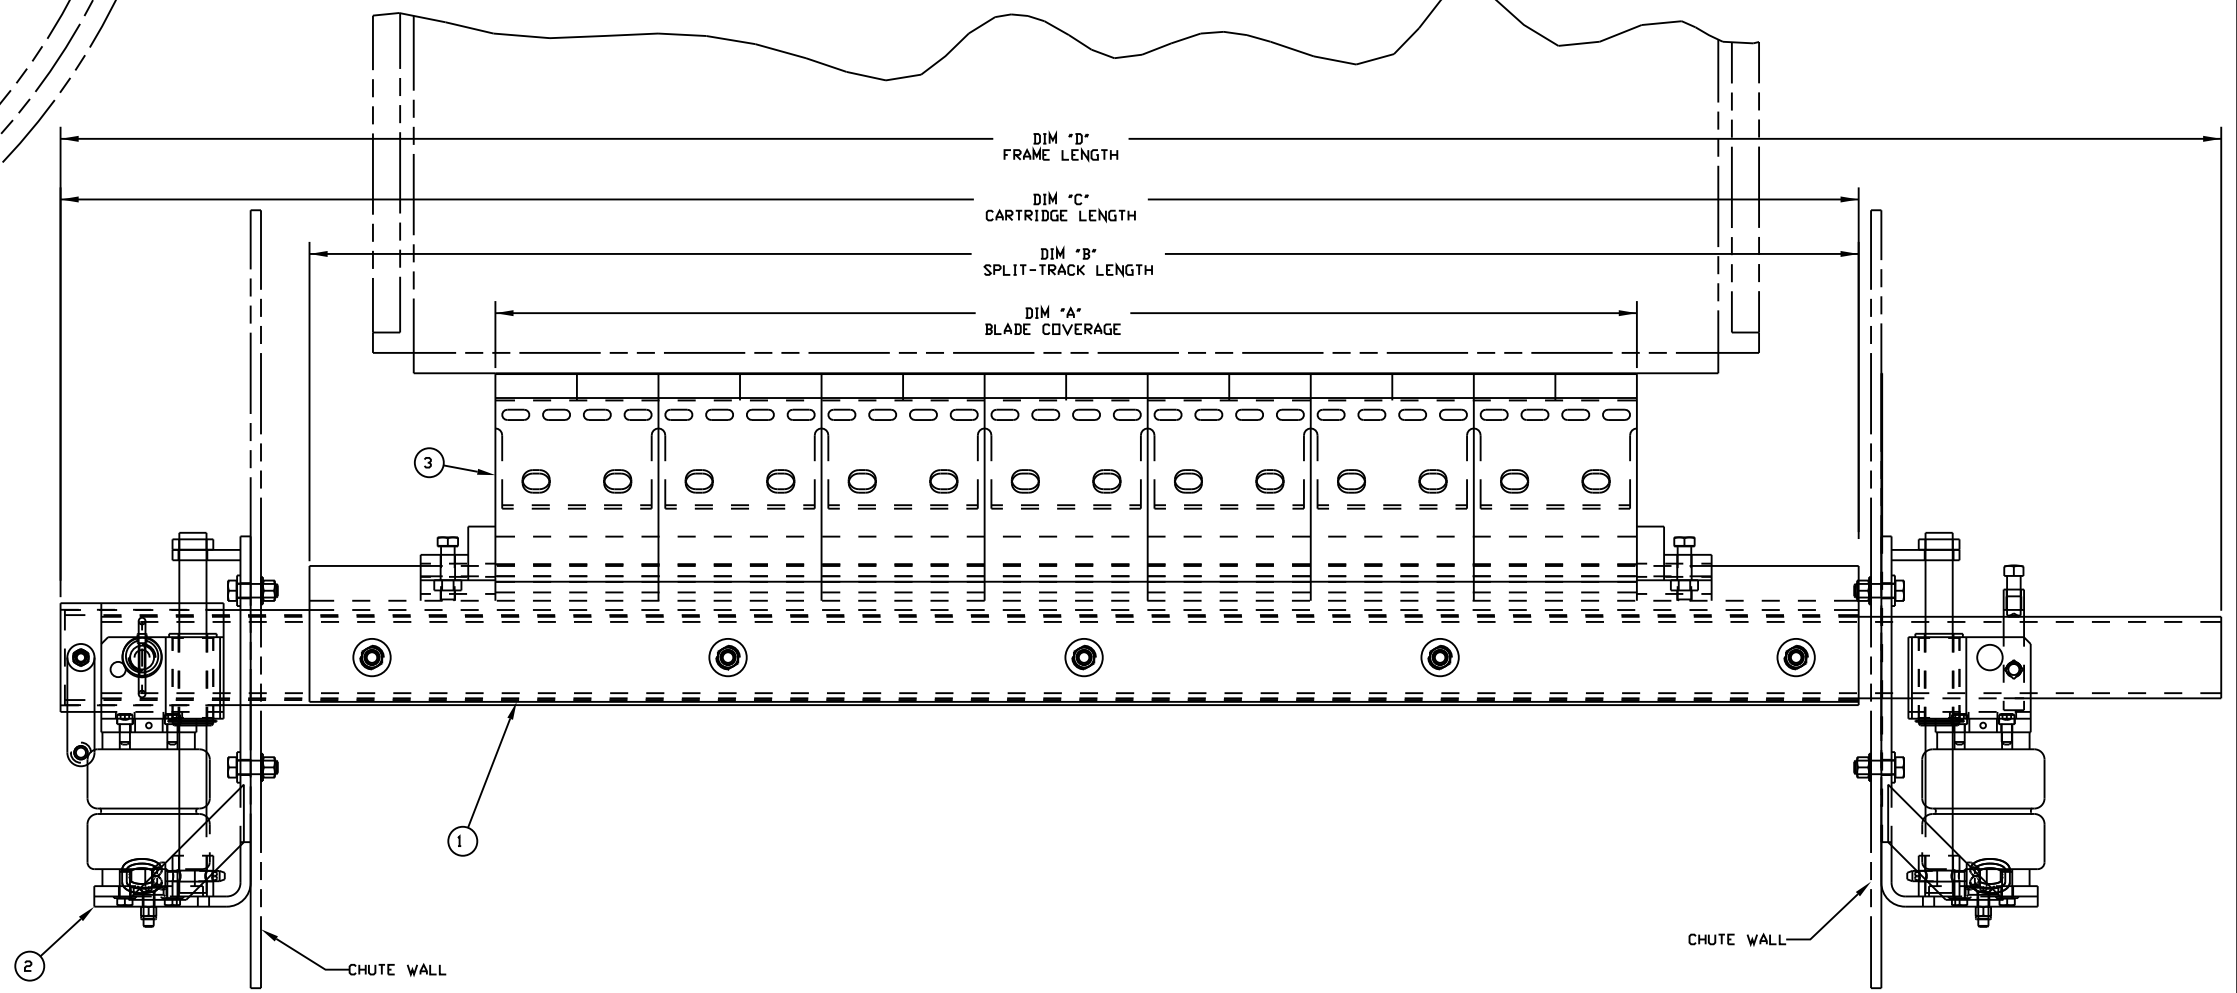 DIM "D"
FRAME LENGTH
DIM "C"
CARTRIDGE LENGTH
DIM "B"
SPLIT-TRACK LENGTH
DIM "A"
BLADE COVERAGE
3
1
2
CHUTE WALL
CHUTE WALL